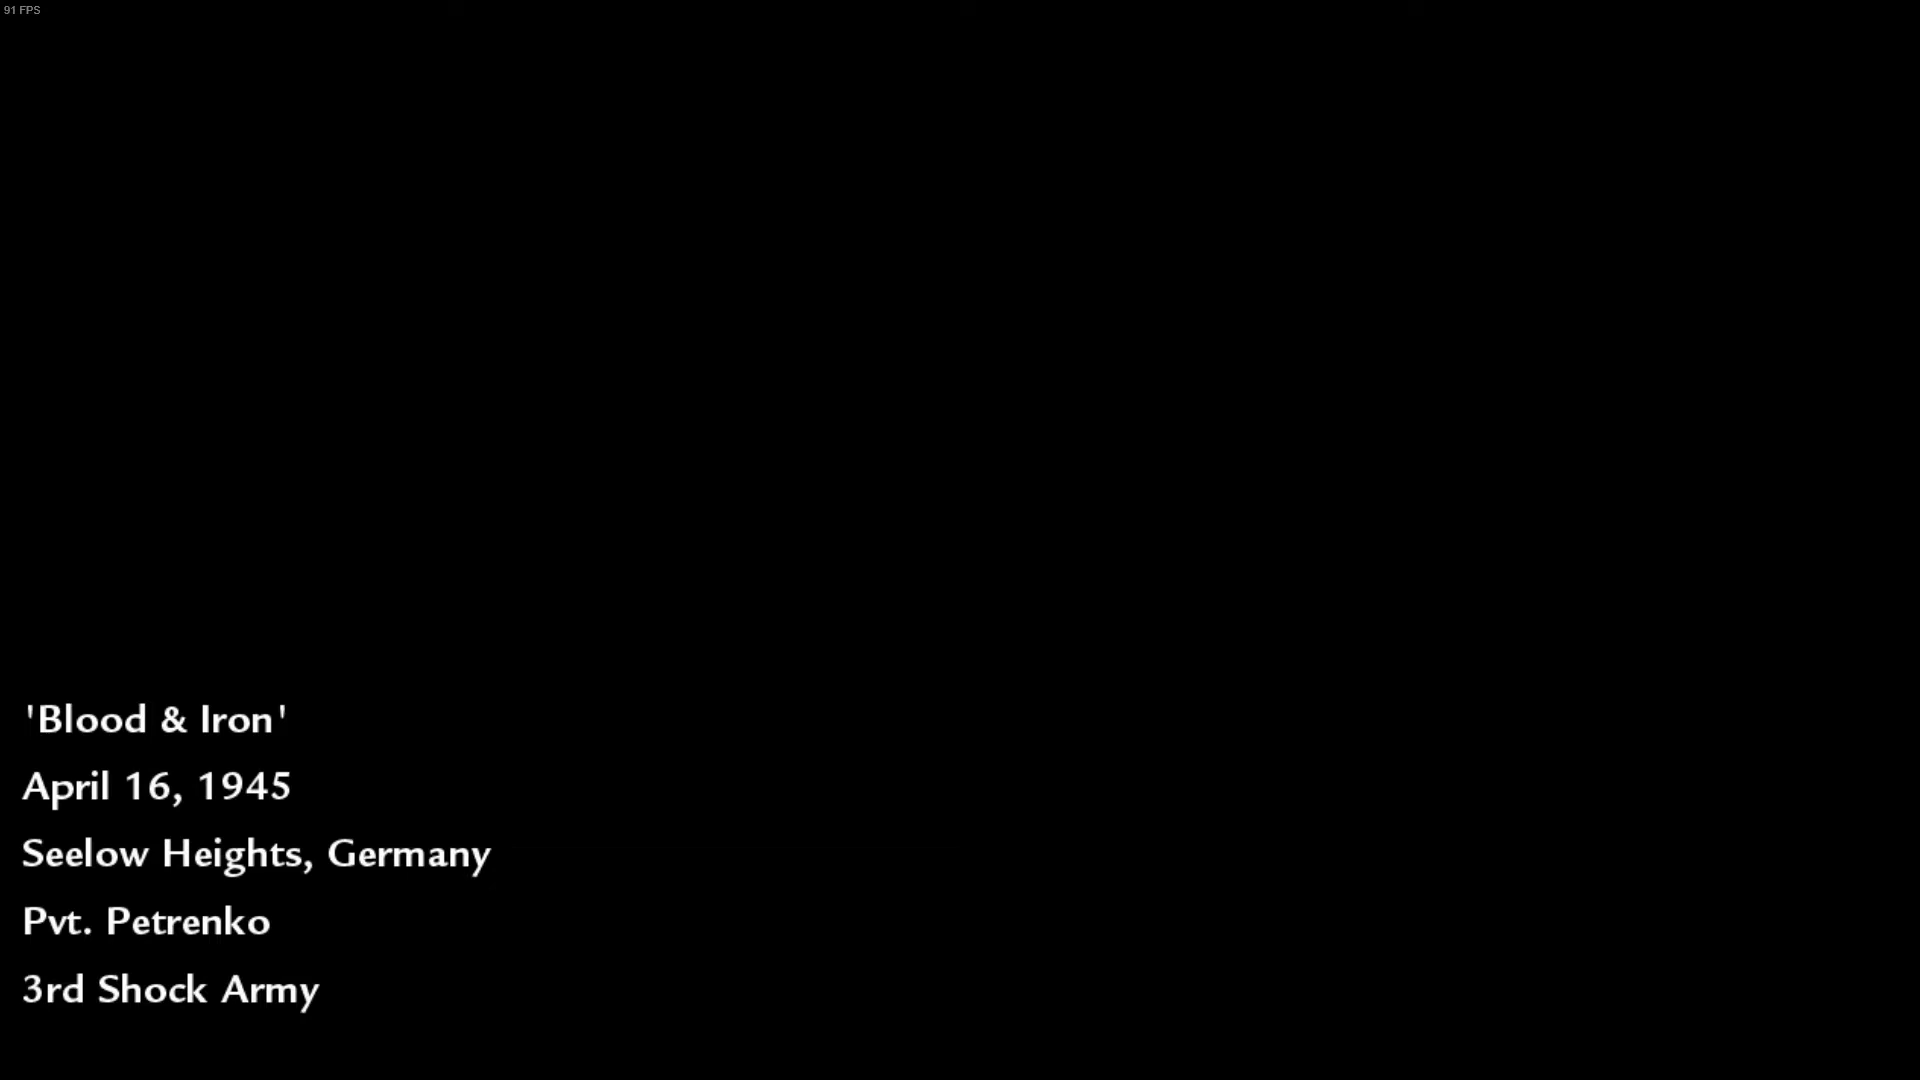 91 FPS
'Blood & Iron'
April 16, 1945
Seelow Heights, Germany
Pvt. Petrenko
3rd Shock Army